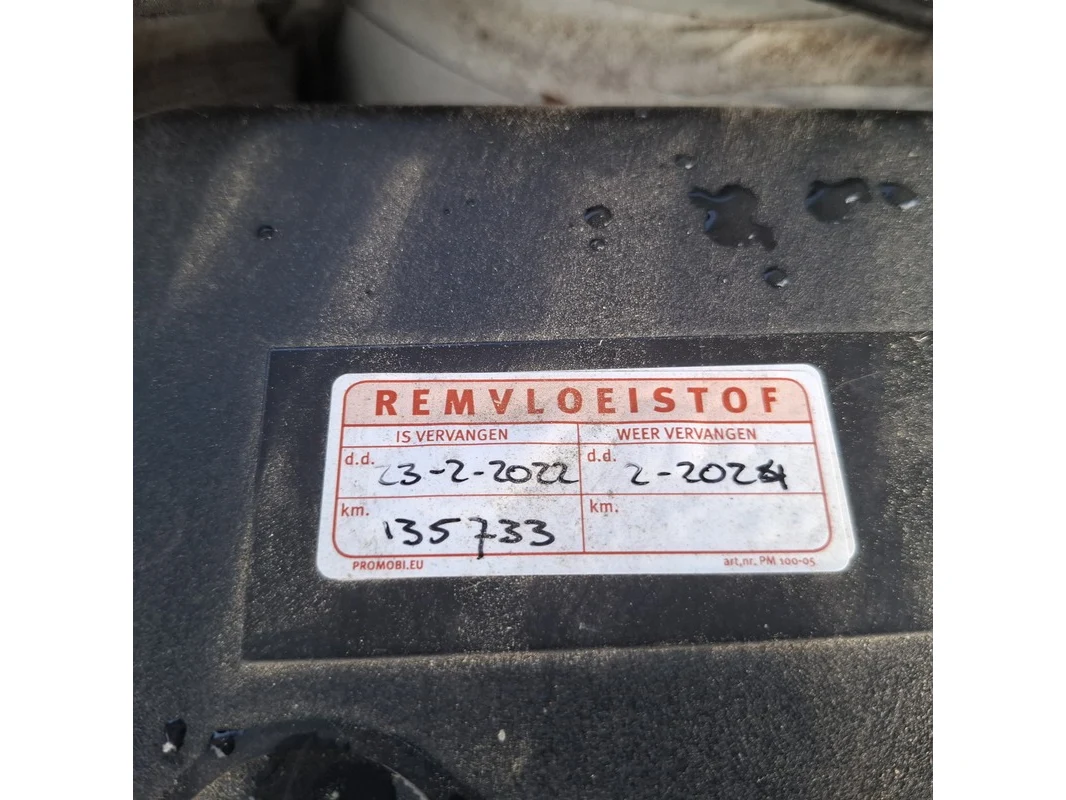 REMVLOEISTOF
IS VERVANGEN WEER VERVANGEN
d.d. 23-2-2022 d.d. 2-2024
km. 135733 km.
PROMOBI.EU art.nr. PM 100-05